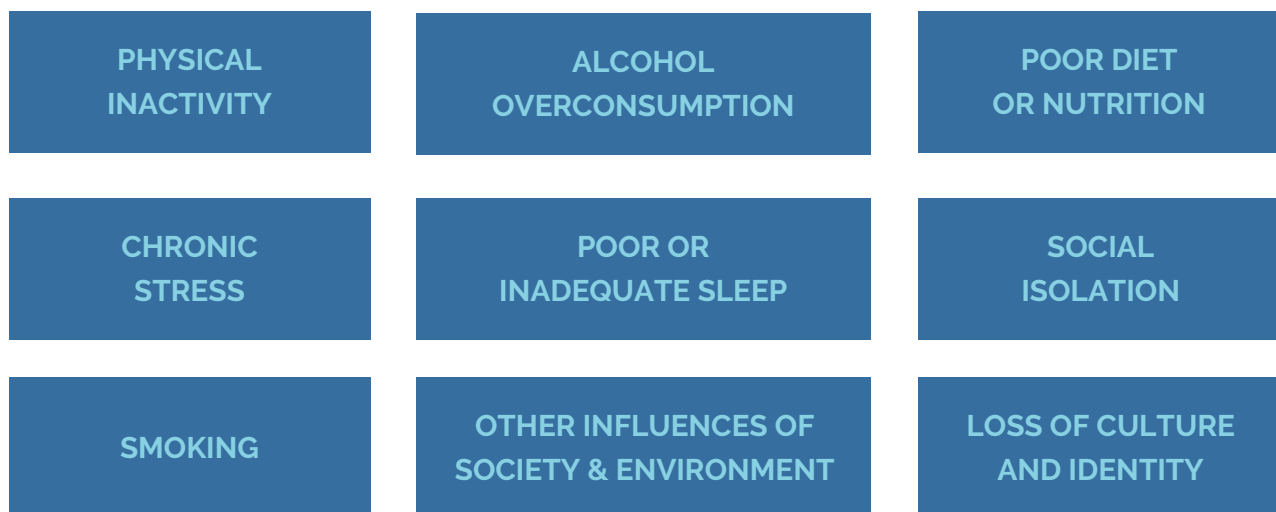 PHYSICAL
INACTIVITY
ALCOHOL
OVERCONSUMPTION
POOR DIET
OR NUTRITION
CHRONIC
STRESS
POOR OR
INADEQUATE SLEEP
SOCIAL
ISOLATION
SMOKING
OTHER INFLUENCES OF
SOCIETY & ENVIRONMENT
LOSS OF CULTURE
AND IDENTITY